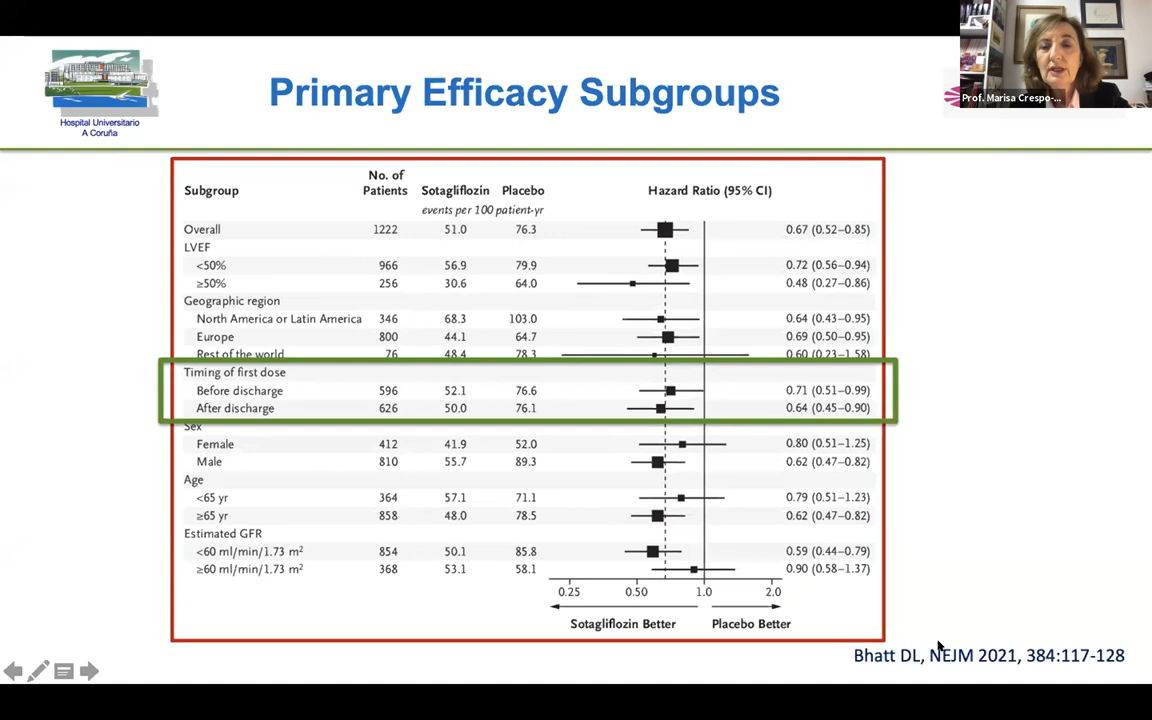 Prof. Marisa Crespo-...
Hospital Universitario
A Coruña
Primary Efficacy Subgroups
Subgroup No. of Patients Sotagliflozin Placebo Hazard Ratio (95% CI)
events per 100 patient-yr
Overall 1222 51.0 76.3 0.67 (0.52–0.85)
LVEF
<50% 966 56.9 79.9 0.72 (0.56–0.94)
≥50% 256 30.6 64.0 0.48 (0.27–0.86)
Geographic region
North America or Latin America 346 68.3 103.0 0.64 (0.43–0.95)
Europe 800 44.1 64.7 0.69 (0.50–0.95)
Rest of the world 76 48.4 78.3 0.60 (0.23–1.58)
Timing of first dose
Before discharge 596 52.1 76.6 0.71 (0.51–0.99)
After discharge 626 50.0 76.1 0.64 (0.45–0.90)
Sex
Female 412 41.9 52.0 0.80 (0.51–1.25)
Male 810 55.7 89.3 0.62 (0.47–0.82)
Age
<65 yr 364 57.1 71.1 0.79 (0.51–1.23)
≥65 yr 858 48.0 78.5 0.62 (0.47–0.82)
Estimated GFR
<60 ml/min/1.73 m² 854 50.1 85.8 0.59 (0.44–0.79)
≥60 ml/min/1.73 m² 368 53.1 58.1 0.90 (0.58–1.37)
0.25 0.50 1.0 2.0
Sotagliflozin Better Placebo Better
Bhatt DL, NEJM 2021, 384:117-128